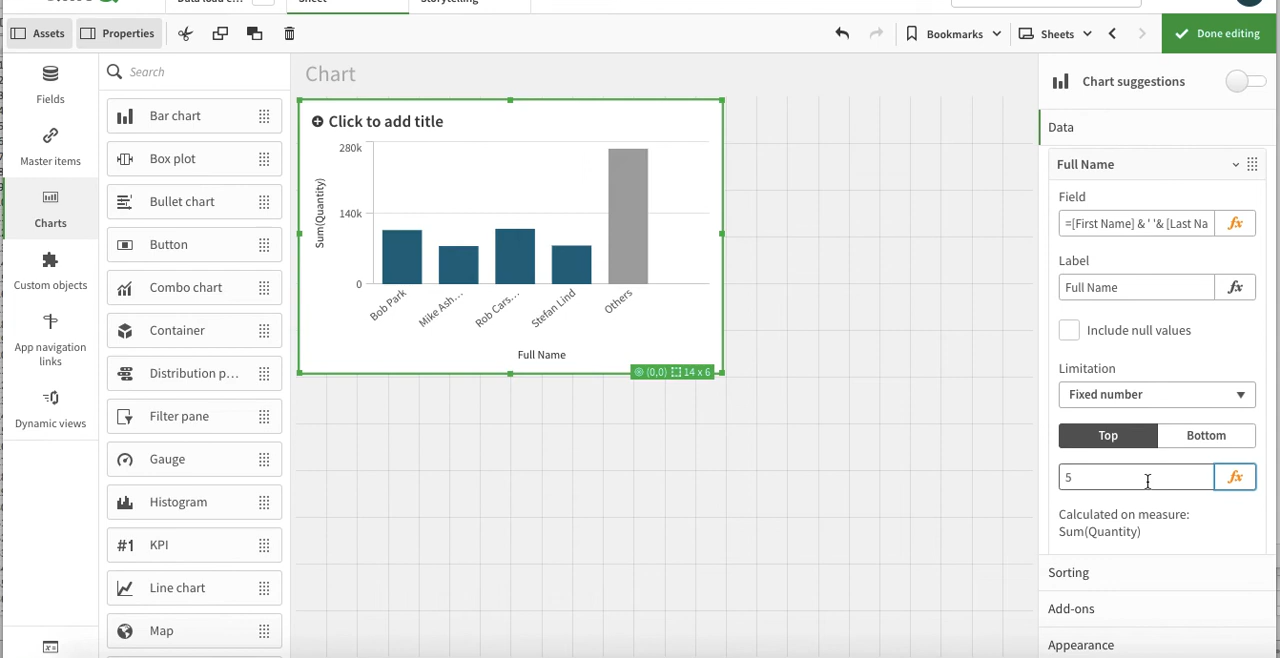 Sheet
Storytelling
Assets
Properties
Bookmarks
Sheets
Done editing
Fields
Master items
Charts
Custom objects
App navigation
links
Dynamic views
Search
Bar chart
Box plot
Bullet chart
Button
Combo chart
Container
Distribution p...
Filter pane
Gauge
Histogram
#1 KPI
Line chart
Map
Chart
Click to add title
Sum(Quantity)
280k
140k
0
Bob Park
Mike Ash...
Rob Cars...
Stefan Lind
Others
Full Name
(0,0) 14 x 6
Chart suggestions
Data
Full Name
Field
=[First Name] & ' '& [Last Na
fx
Label
Full Name
fx
Include null values
Limitation
Fixed number
Top
Bottom
5
fx
Calculated on measure:
Sum(Quantity)
Sorting
Add-ons
Appearance